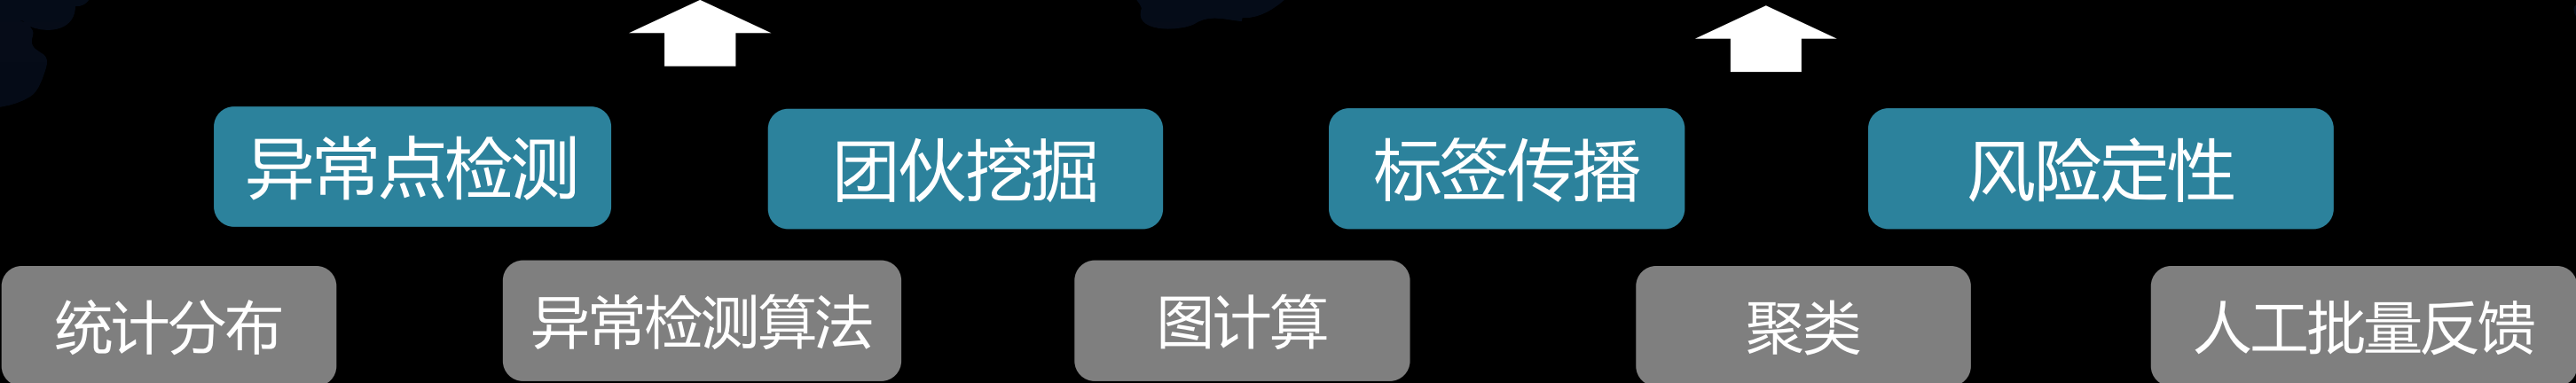 异常点检测
团伙挖掘
标签传播
风险定性
统计分布
异常检测算法
图计算
聚类
人工批量反馈